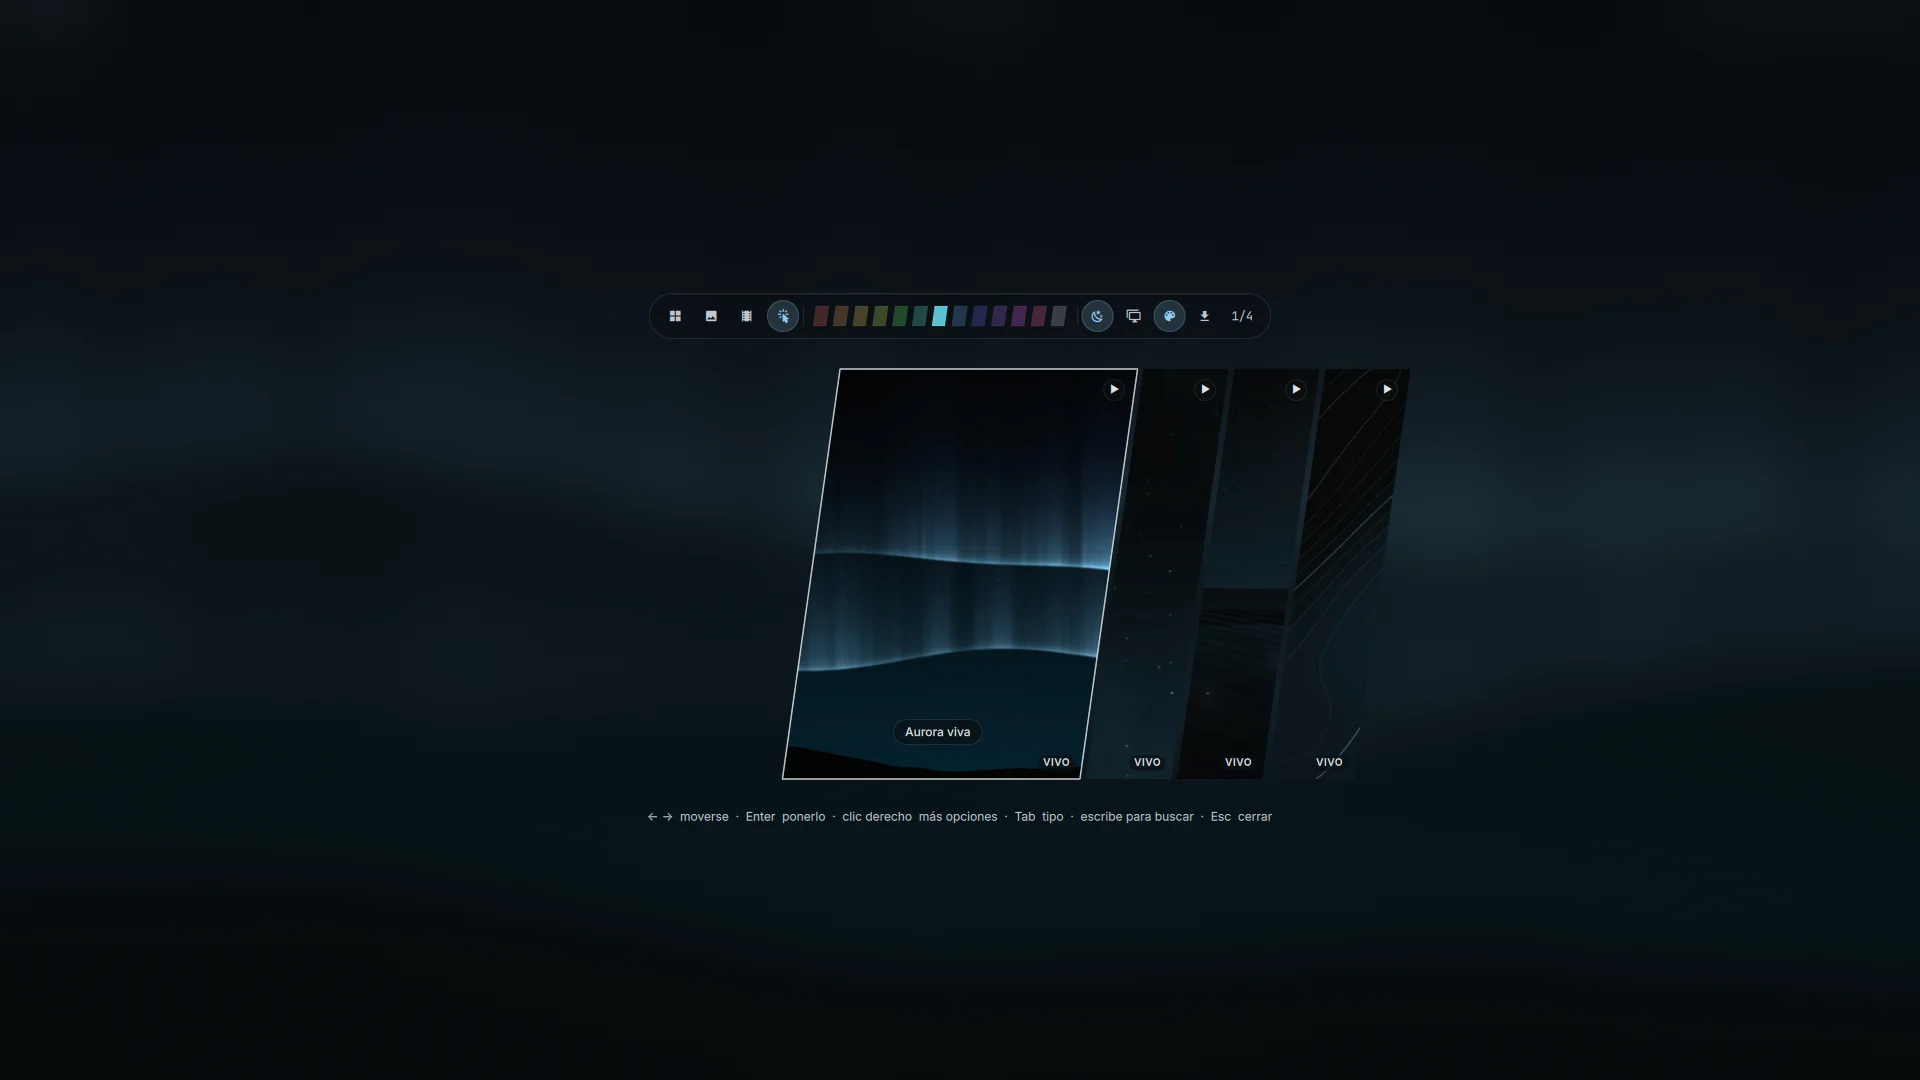 1/4
Aurora viva
VIVO VIVO VIVO VIVO
← → moverse · Enter ponerlo · clic derecho más opciones · Tab tipo · escribe para buscar · Esc cerrar